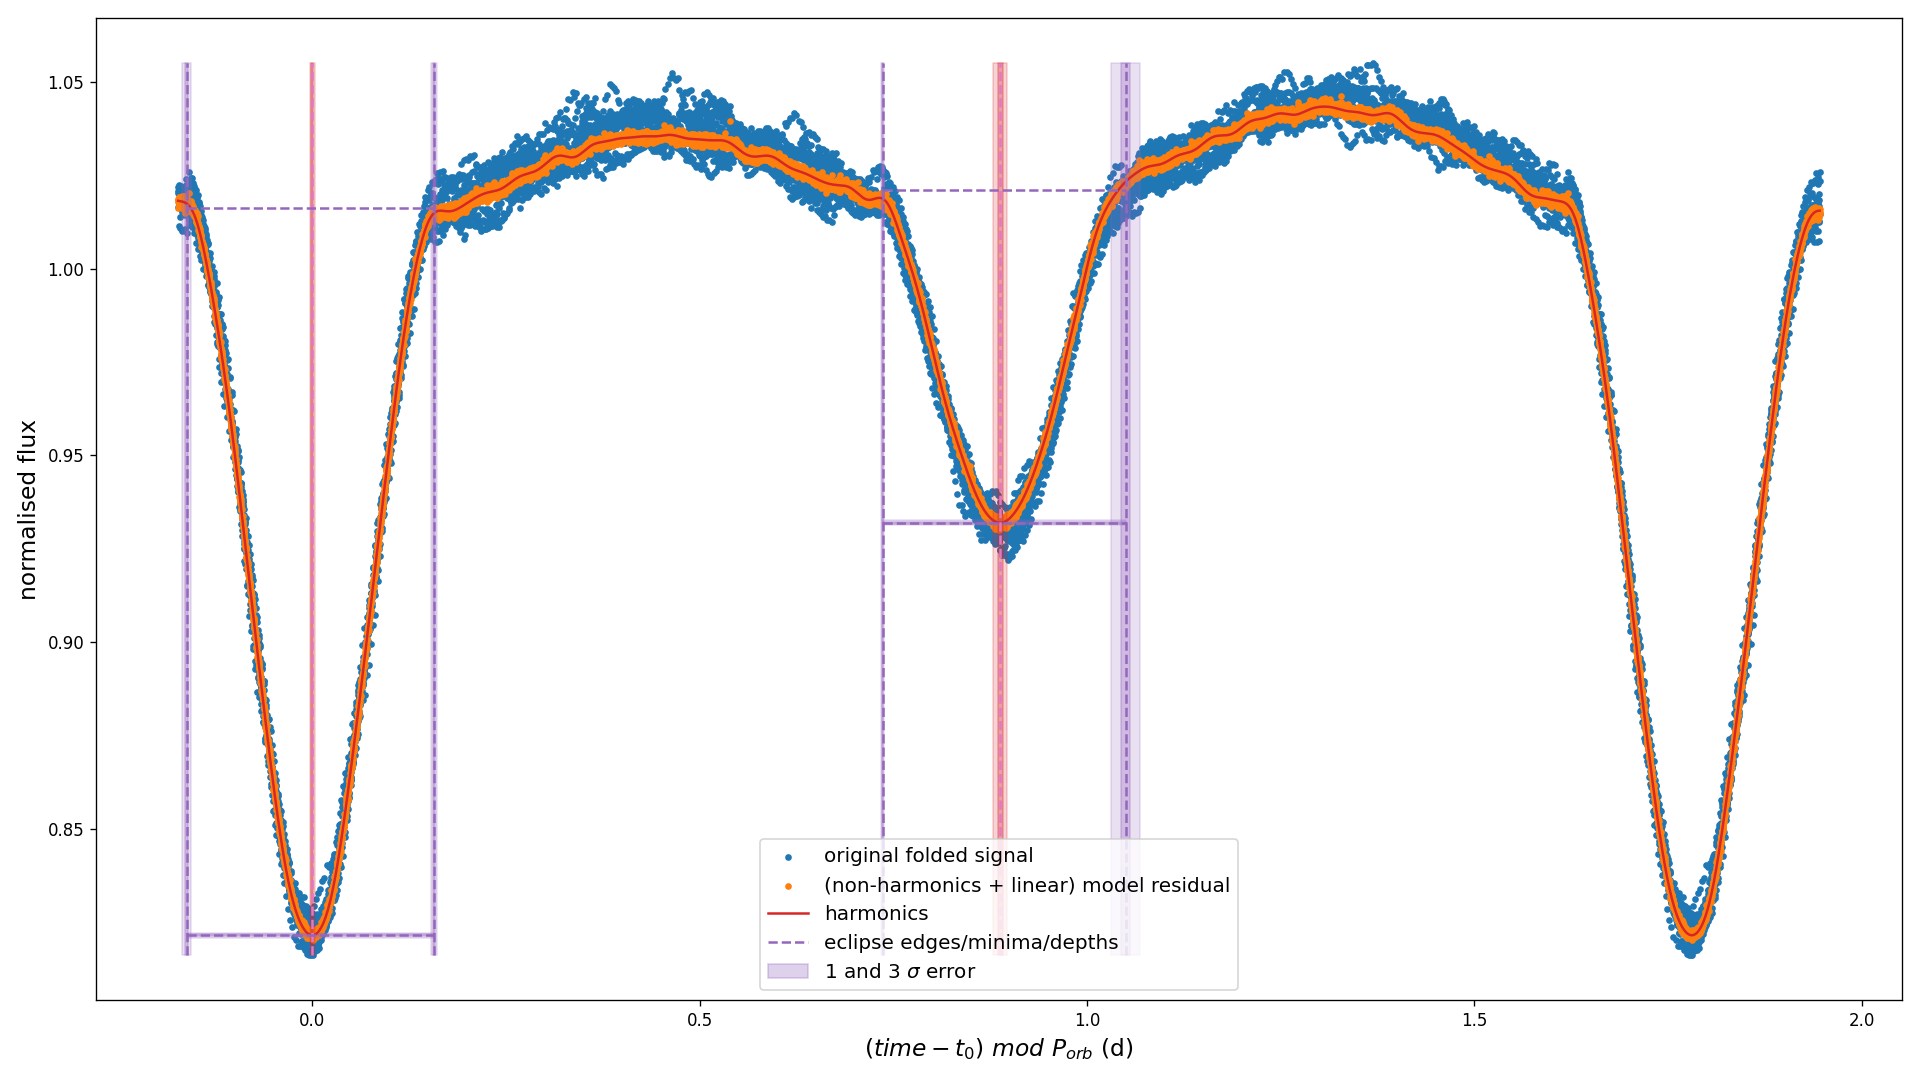 normalised flux
1.05
1.00
0.95
0.90
0.85
original folded signal
(non-harmonics + linear) model residual
harmonics
eclipse edges/minima/depths
1 and 3 σ error
0.0 0.5 1.0 1.5 2.0
(time − t₀) mod Pₒᵣb (d)